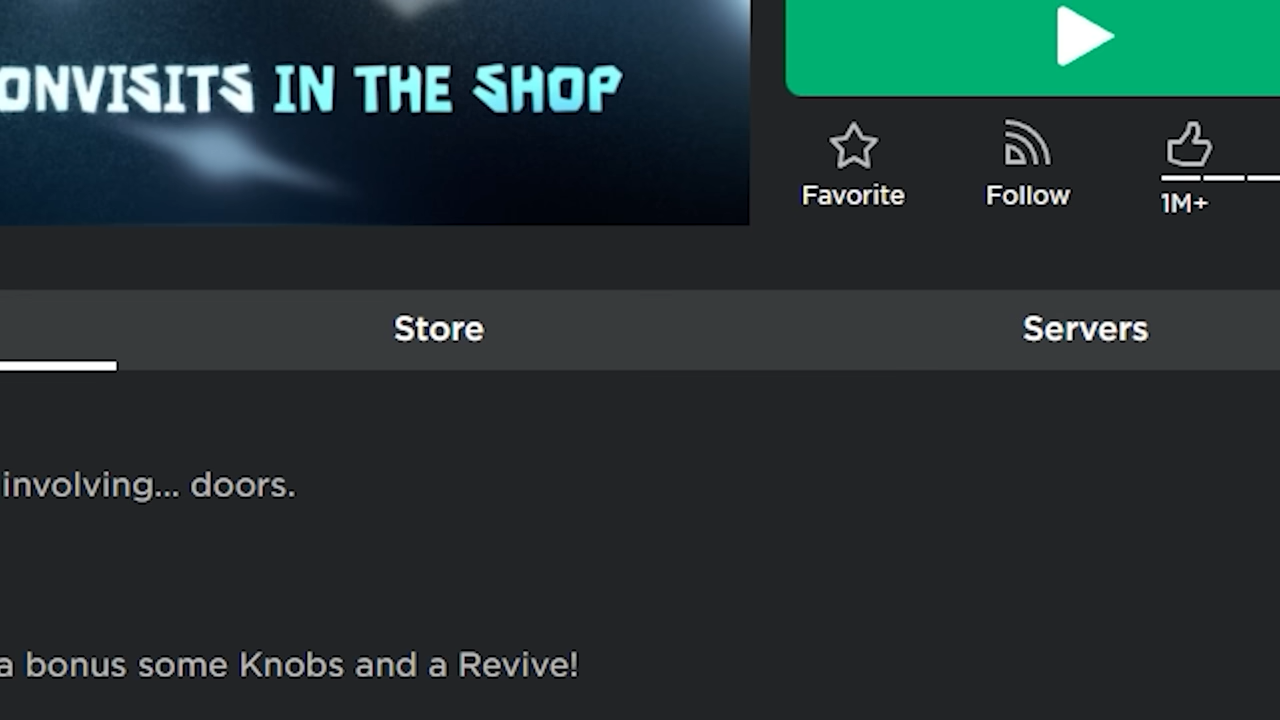 ONVISITS IN THE SHOP
Favorite
Follow
1M+
Store
Servers
involving... doors.
a bonus some Knobs and a Revive!